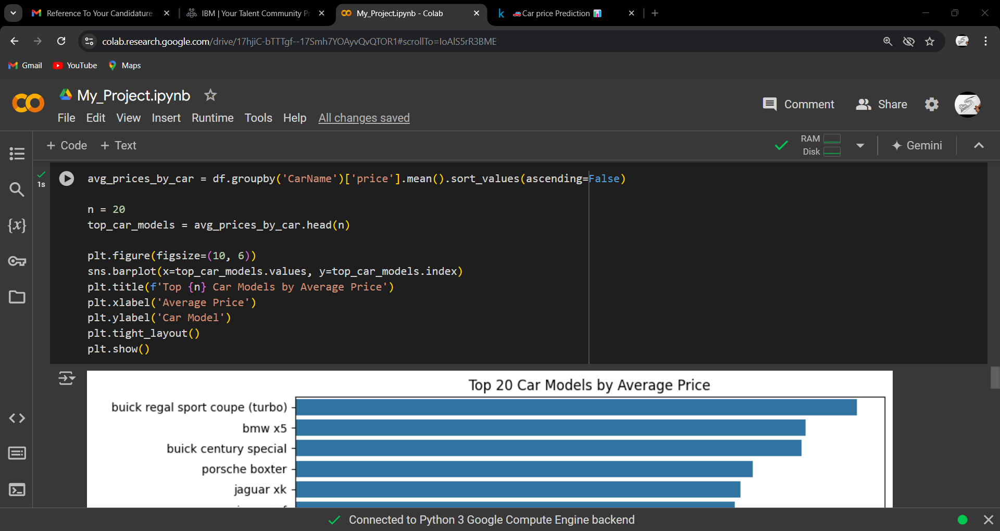 Reference To Your Candidature
IBM | Your Talent Community Pr
My_Project.ipynb - Colab
k 🚗Car price Prediction 📊
colab.research.google.com/drive/17hjiC-bTTTgf--17Smh7YOAyvQvQTOR1#scrollTo=IoAlS5rR3BME
Gmail YouTube Maps
CO My_Project.ipynb
Comment Share
File Edit View Insert Runtime Tools Help All changes saved
+ Code + Text
RAM
Disk
Gemini
1s
avg_prices_by_car = df.groupby('CarName')['price'].mean().sort_values(ascending=False)
n = 20
top_car_models = avg_prices_by_car.head(n)
plt.figure(figsize=(10, 6))
sns.barplot(x=top_car_models.values, y=top_car_models.index)
plt.title(f'Top {n} Car Models by Average Price')
plt.xlabel('Average Price')
plt.ylabel('Car Model')
plt.tight_layout()
plt.show()
{x}
Top 20 Car Models by Average Price
buick regal sport coupe (turbo)
bmw x5
buick century special
porsche boxter
jaguar xk
Connected to Python 3 Google Compute Engine backend